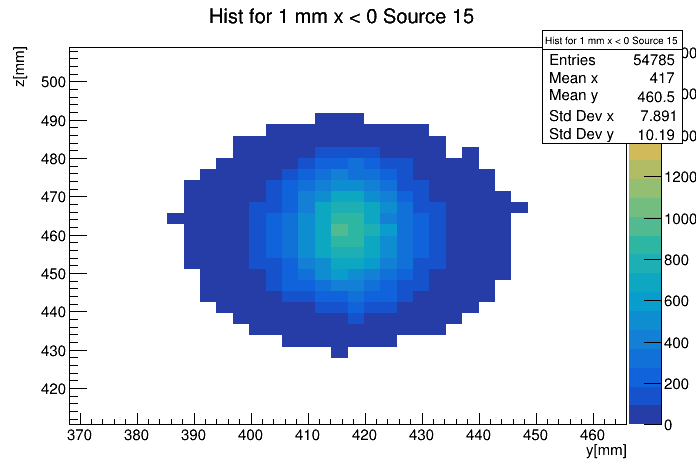 Hist for 1 mm x < 0 Source 15
z[mm]
Hist for 1 mm x < 0 Source 15
Entries 54785
Mean x 417
Mean y 460.5
Std Dev x 7.891
Std Dev y 10.19
500
490
480
470
460
450
440
430
420
1200
1000
800
600
400
200
0
370 380 390 400 410 420 430 440 450 460
y[mm]